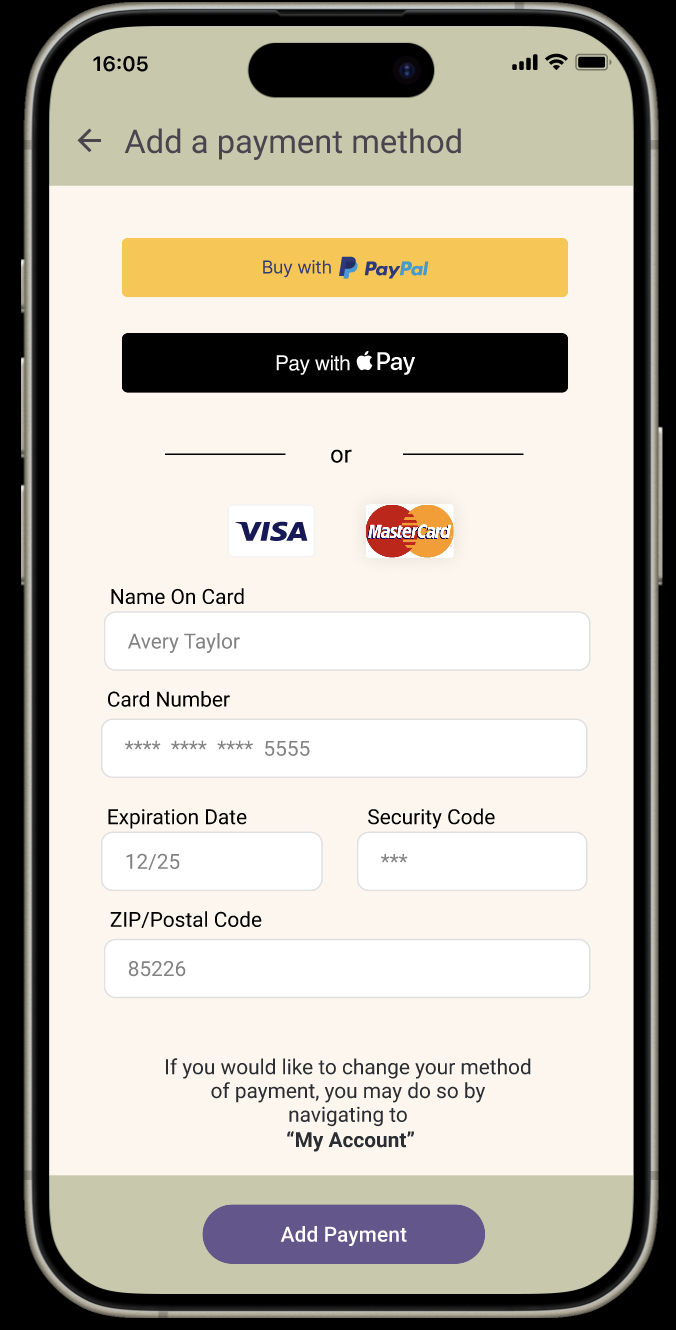 16:05
Add a payment method
Buy with PayPal
Pay with Pay
or
VISA MasterCard
Name On Card
Avery Taylor
Card Number
**** **** **** 5555
Expiration Date Security Code
12/25 ***
ZIP/Postal Code
85226
If you would like to change your method
of payment, you may do so by
navigating to
“My Account”
Add Payment